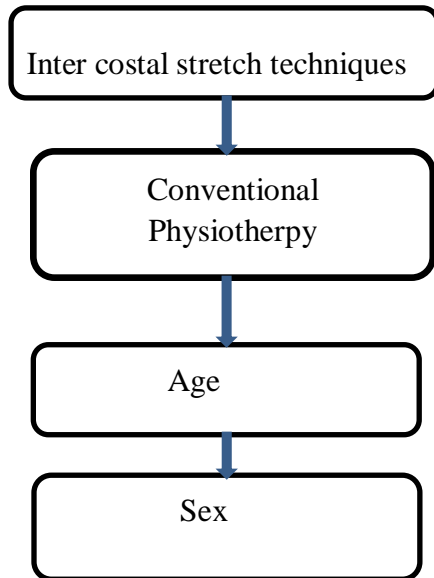 Inter costal stretch techniques
Conventional
Physiotherpy
Age
Sex